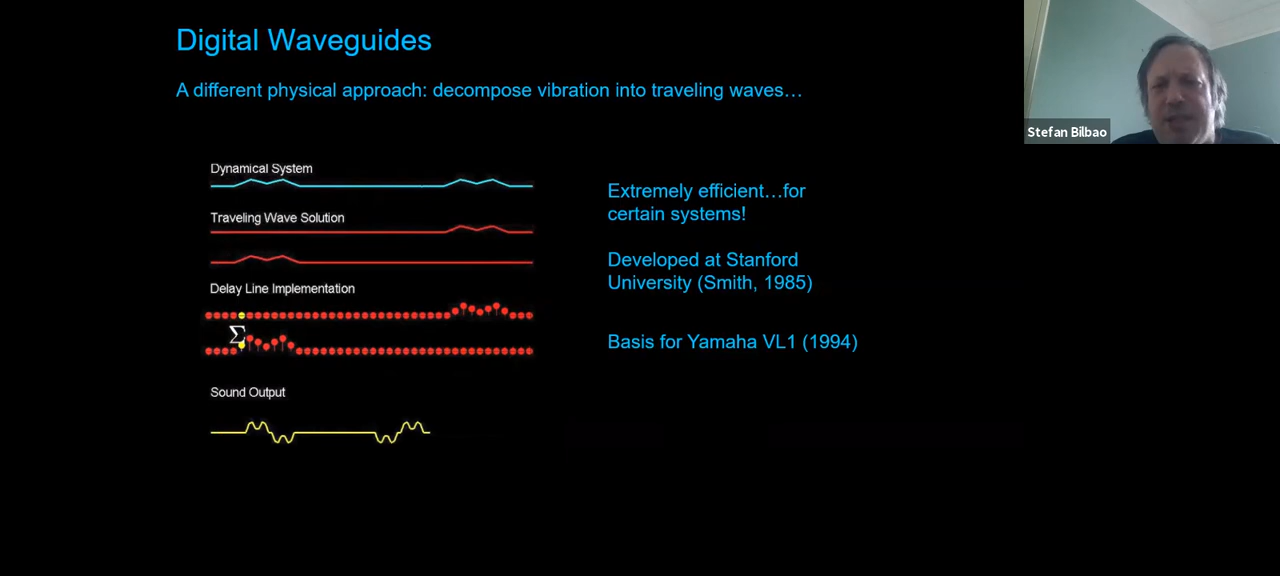 Digital Waveguides
A different physical approach: decompose vibration into traveling waves…
Stefan Bilbao
Dynamical System
Traveling Wave Solution
Delay Line Implementation
Σ
Sound Output
Extremely efficient…for
certain systems!
Developed at Stanford
University (Smith, 1985)
Basis for Yamaha VL1 (1994)